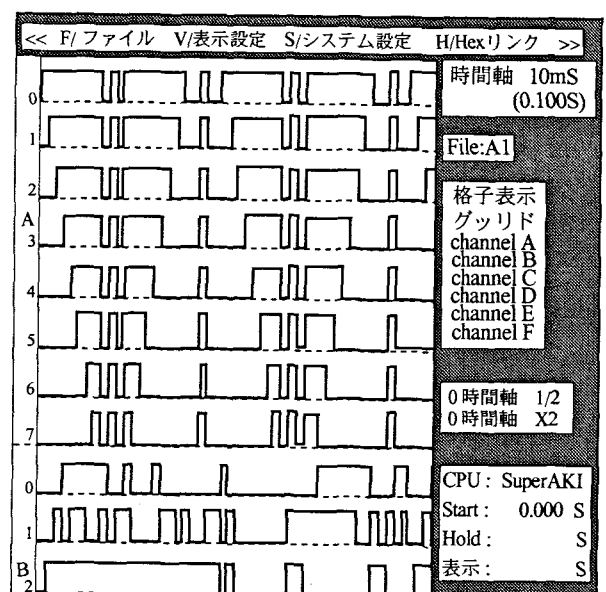 << F/ファイル V/表示設定 S/システム設定 H/Hexリンク >>
時間軸 10mS
(0.100S)
File:A1
格子表示
グッリド
channel A
channel B
channel C
channel D
channel E
channel F
0時間軸 1/2
0時間軸 X2
CPU: SuperAKI
Start: 0.000 S
Hold: S
表示: S
0
1
2
A
3
4
5
6
7
0
1
B
2